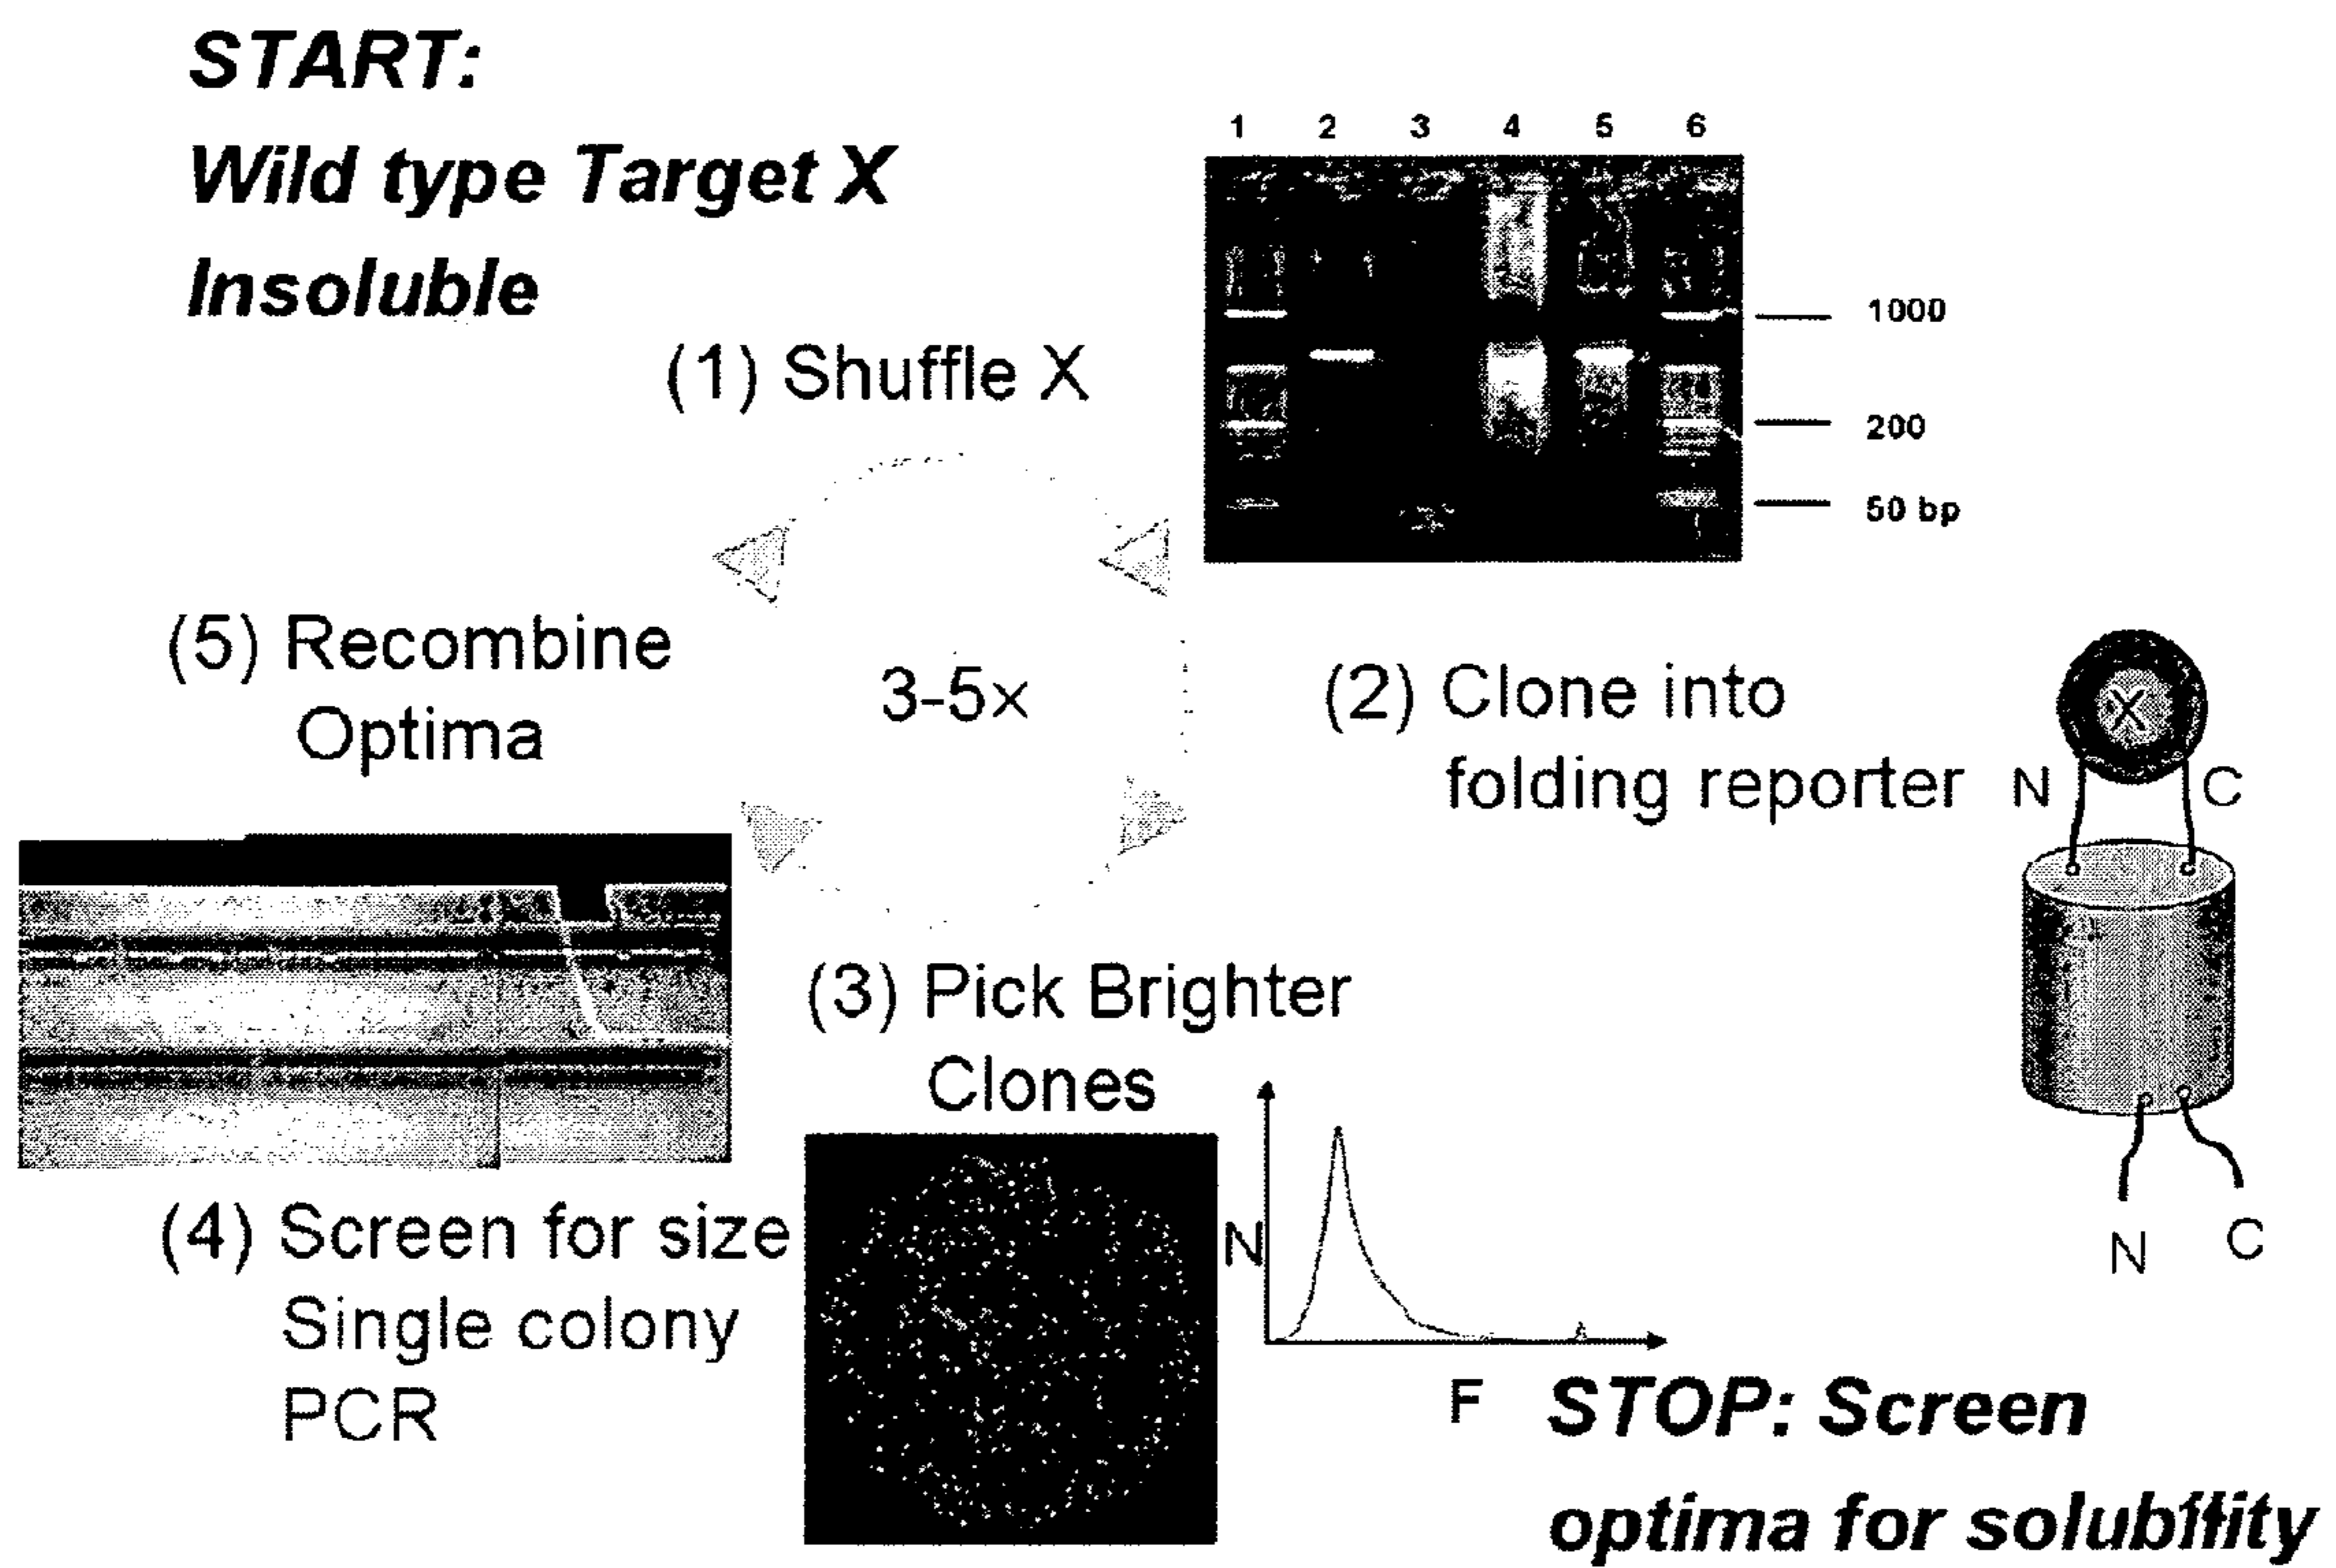 START:
Wild type Target X
Insoluble
(1) Shuffle X
1 2 3 4 5 6
1000
200
50 bp
(5) Recombine
Optima
3-5x
(2) Clone into
folding reporter
X
N C
N C
(3) Pick Brighter
Clones
(4) Screen for size
Single colony
PCR
N
F
STOP: Screen
optima for solubility